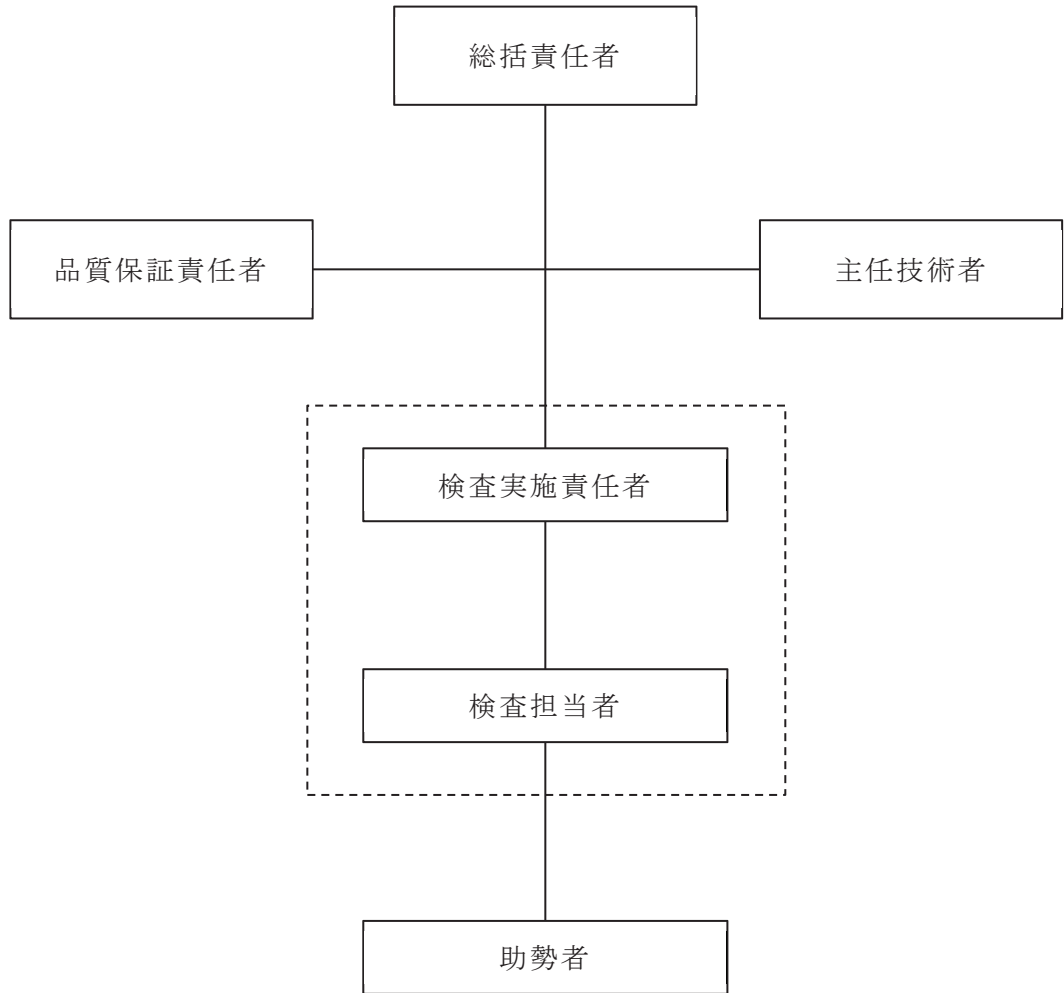 総括責任者
品質保証責任者
主任技術者
検査実施責任者
検査担当者
助勢者